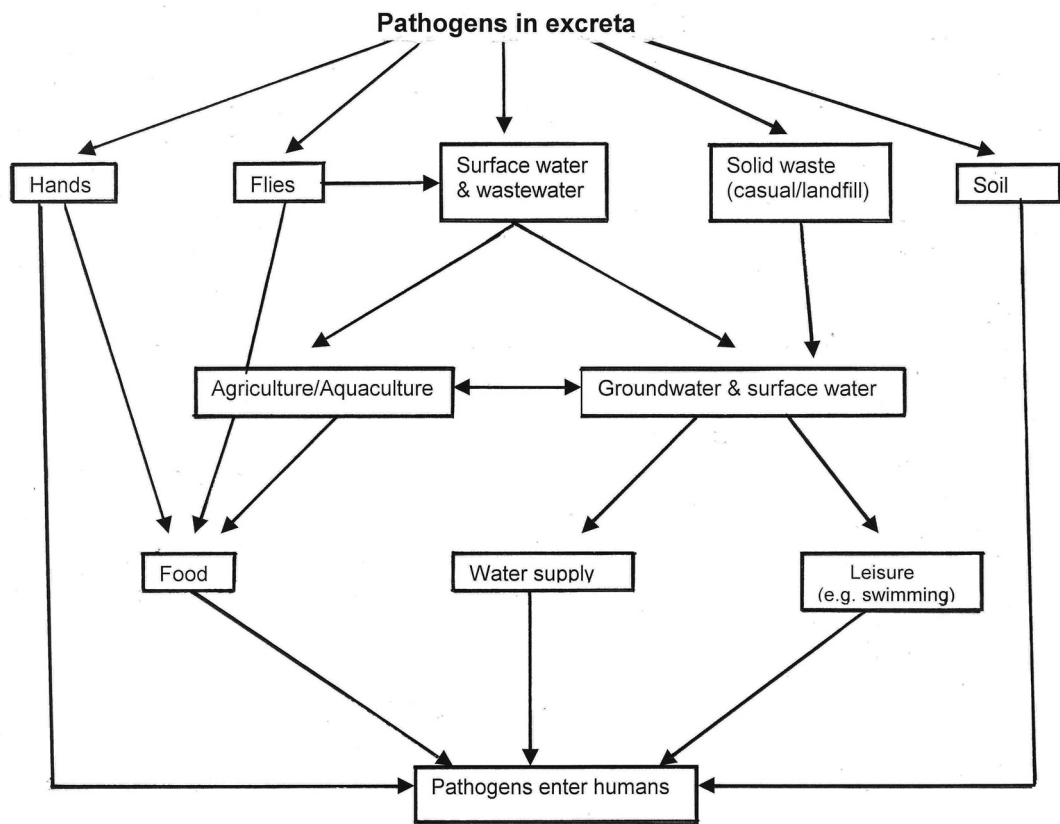 Pathogens in excreta
Hands
Flies
Surface water
& wastewater
Solid waste
(casual/landfill)
Soil
Agriculture/Aquaculture
Groundwater & surface water
Food
Water supply
Leisure
(e.g. swimming)
Pathogens enter humans